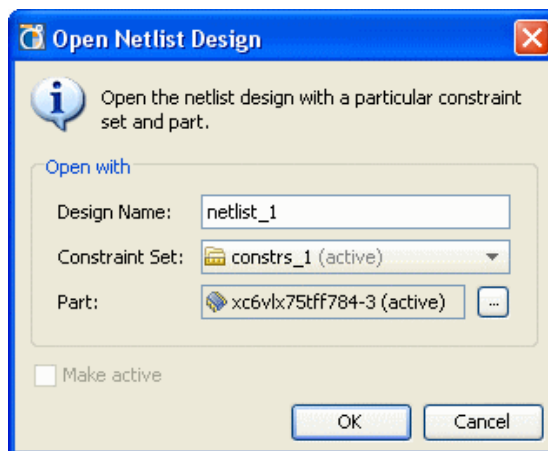 Open Netlist Design
Open the netlist design with a particular constraint
set and part.
Open with
Design Name: netlist_1
Constraint Set: constrs_1 (active)
Part: xc6vlx75tff784-3 (active) ...
Make active
OK Cancel